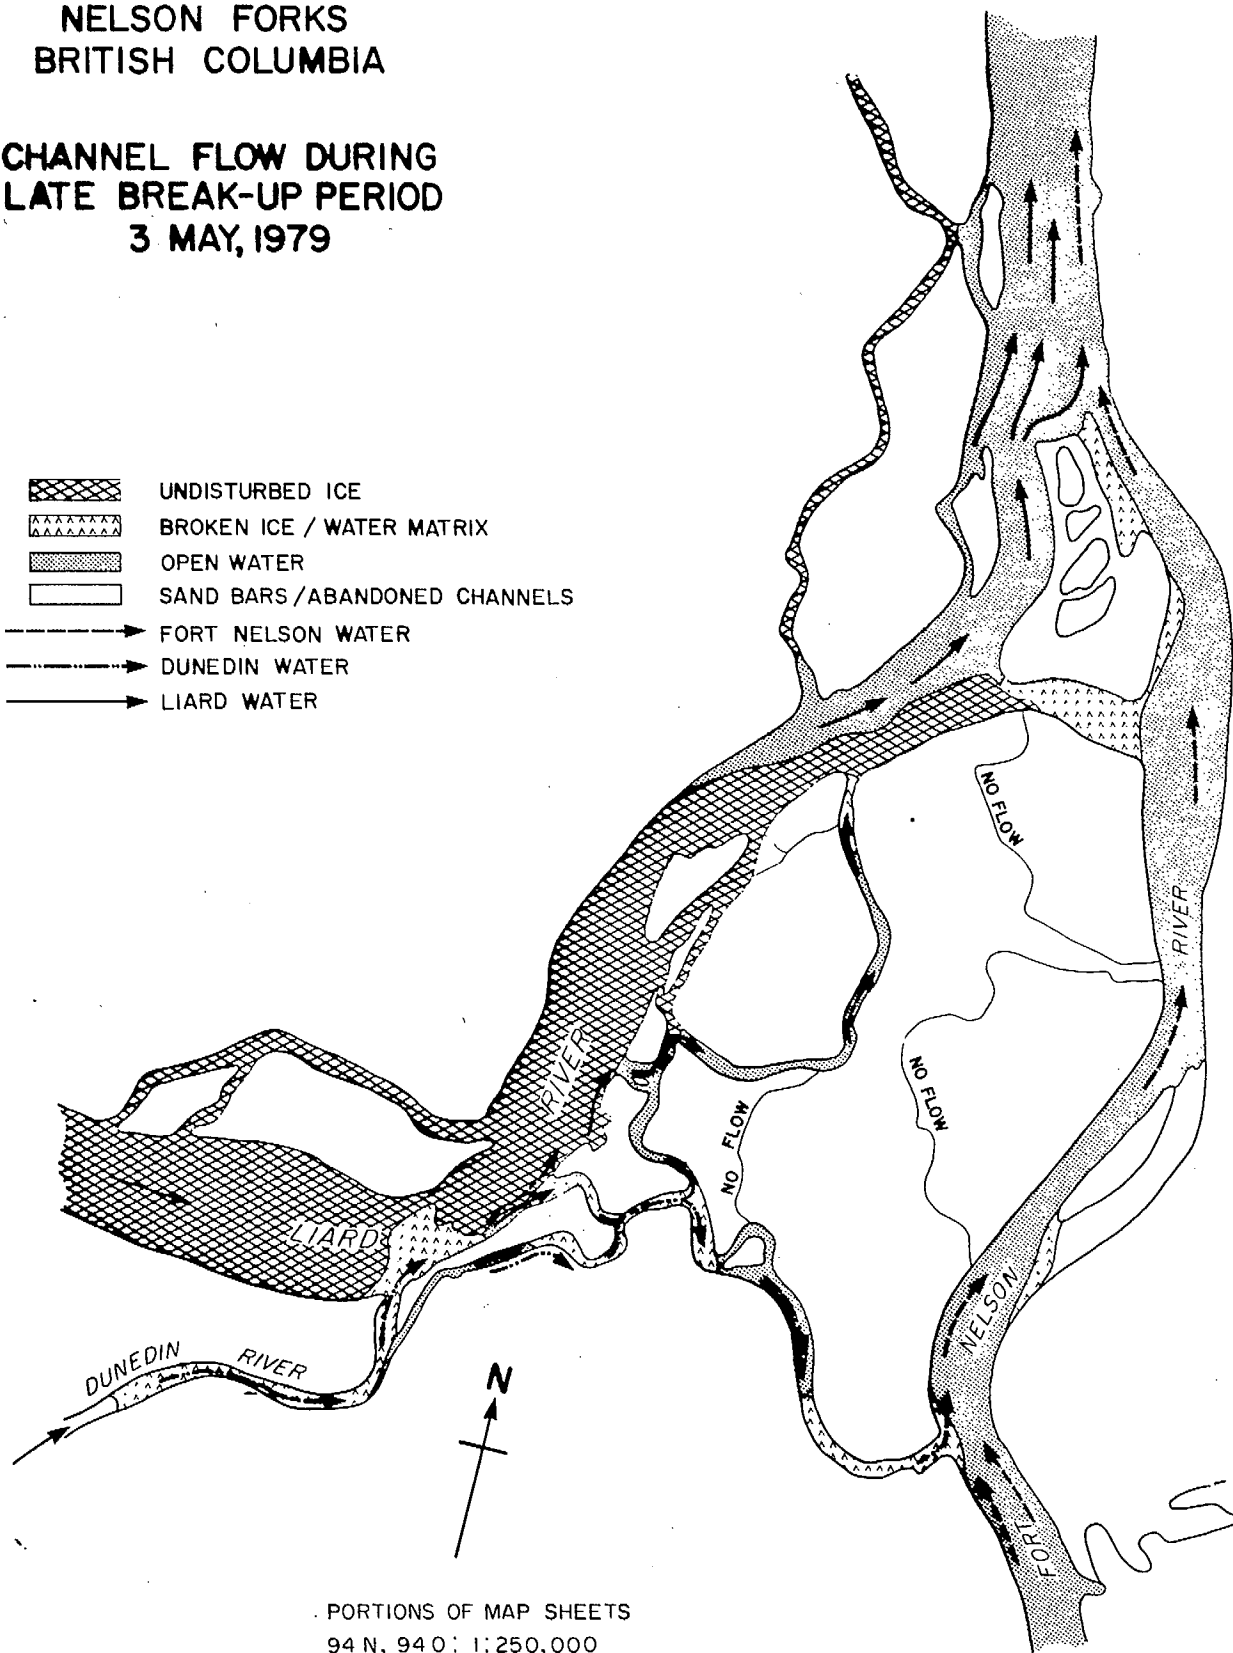 NELSON FORKS
BRITISH COLUMBIA
CHANNEL FLOW DURING
LATE BREAK-UP PERIOD
3 MAY, 1979
UNDISTURBED ICE
BROKEN ICE / WATER MATRIX
OPEN WATER
SAND BARS/ABANDONED CHANNELS
FORT NELSON WATER
DUNEDIN WATER
LIARD WATER
NO FLOW
RIVER
NO FLOW
RIVER
NO FLOW
LIARD
NELSON
DUNEDIN RIVER
N
FORT
PORTIONS OF MAP SHEETS
94 N, 94 O: 1:250,000